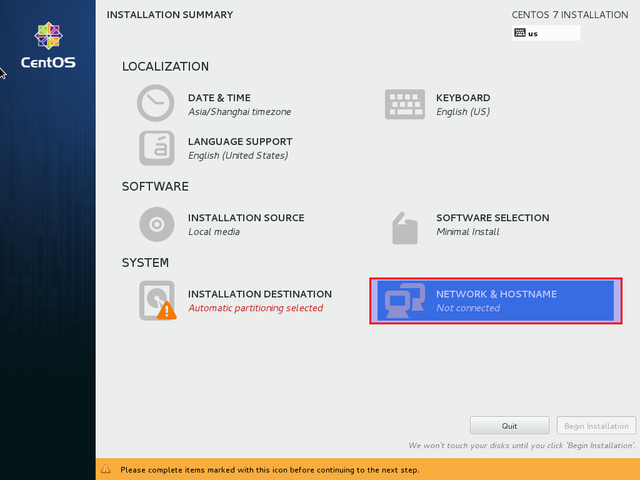 INSTALLATION SUMMARY
CENTOS 7 INSTALLATION
us
CentOS
LOCALIZATION
DATE & TIME
Asia/Shanghai timezone
KEYBOARD
English (US)
LANGUAGE SUPPORT
English (United States)
SOFTWARE
INSTALLATION SOURCE
Local media
SOFTWARE SELECTION
Minimal Install
SYSTEM
INSTALLATION DESTINATION
Automatic partitioning selected
NETWORK & HOSTNAME
Not connected
Quit
Begin Installation
We won't touch your disks until you click 'Begin Installation'.
Please complete items marked with this icon before continuing to the next step.